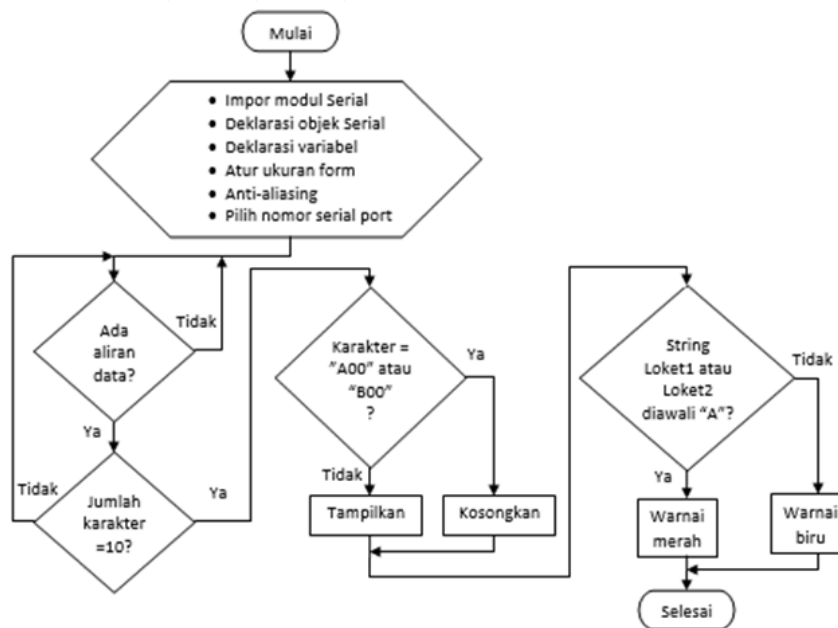 Mulai
• Impor modul Serial
• Deklarasi objek Serial
• Deklarasi variabel
• Atur ukuran form
• Anti-aliasing
• Pilih nomor serial port
Ada
aliran
data?
Tidak
Ya
Jumlah
karakter
=10?
Tidak
Ya
Karakter =
"A00" atau
"B00"
?
Ya
Tidak
Tampilkan
Kosongkan
String
Loket1 atau
Loket2
diawali "A"?
Tidak
Ya
Warnai
merah
Warnai
biru
Selesai